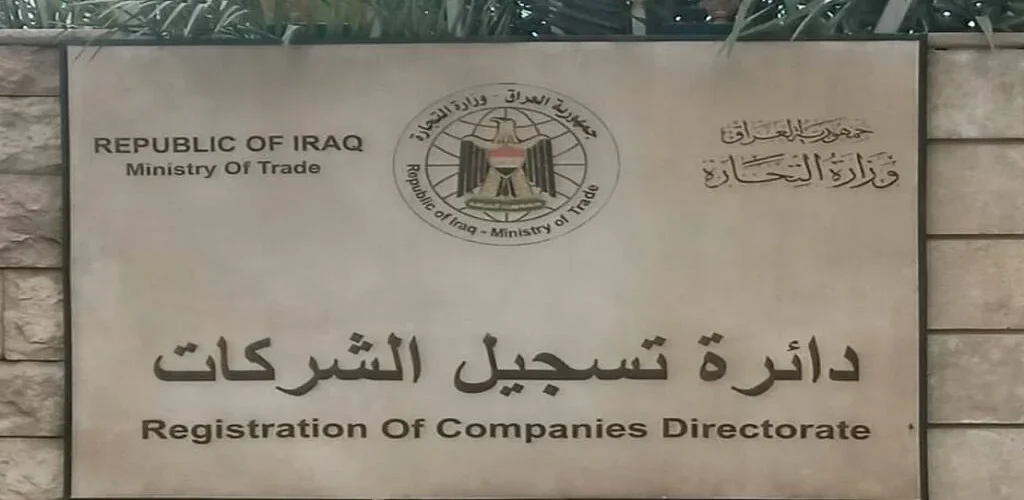 REPUBLIC OF IRAQ
Ministry Of Trade
جمهورية العراق - وزارة التجارة
Republic of Iraq - Ministry of Trade
جمهورية العراق
وزارة التجارة
دائرة تسجيل الشركات
Registration Of Companies Directorate